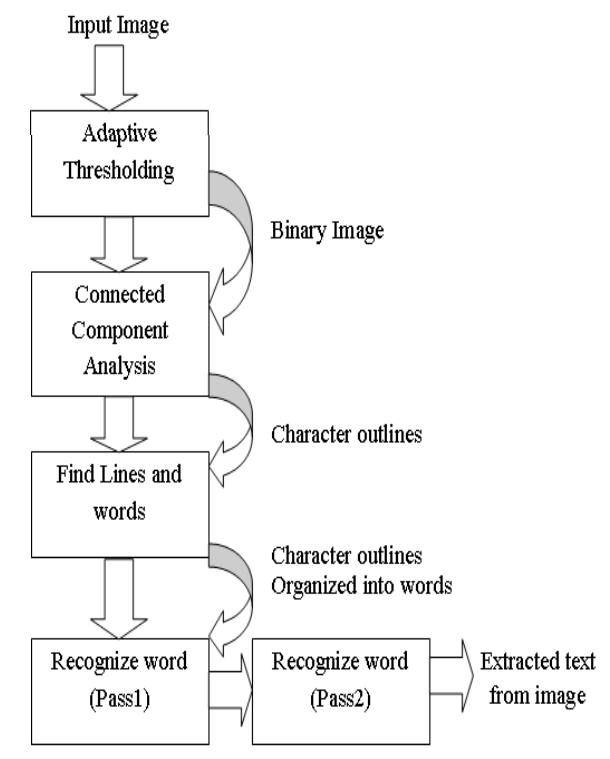 Input Image
Adaptive
Thresholding
Binary Image
Connected
Component
Analysis
Character outlines
Find Lines and
words
Character outlines
Organized into words
Recognize word
(Pass1)
Recognize word
(Pass2)
Extracted text
from image